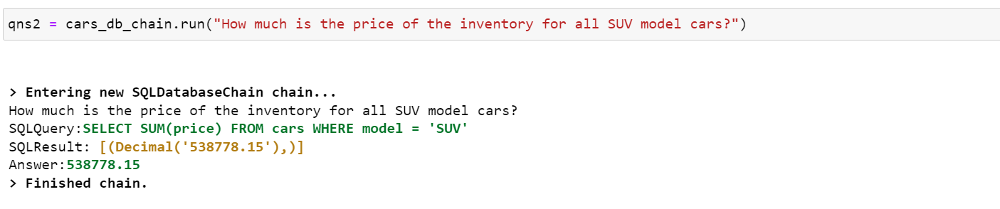 qns2 = cars_db_chain.run("How much is the price of the inventory for all SUV model cars?")
> Entering new SQLDatabaseChain chain...
How much is the price of the inventory for all SUV model cars?
SQLQuery:SELECT SUM(price) FROM cars WHERE model = 'SUV'
SQLResult: [(Decimal('538778.15'),)]
Answer:538778.15
> Finished chain.